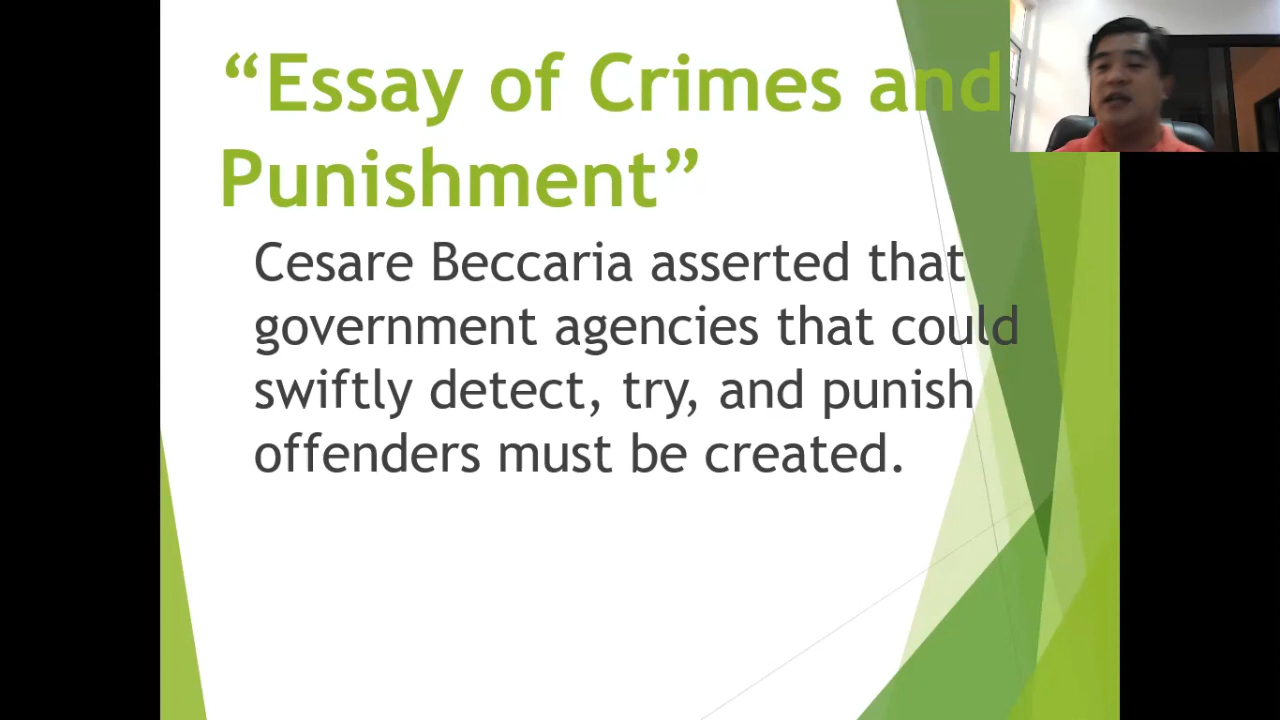 “Essay of Crimes and
Punishment”
Cesare Beccaria asserted that
government agencies that could
swiftly detect, try, and punish
offenders must be created.